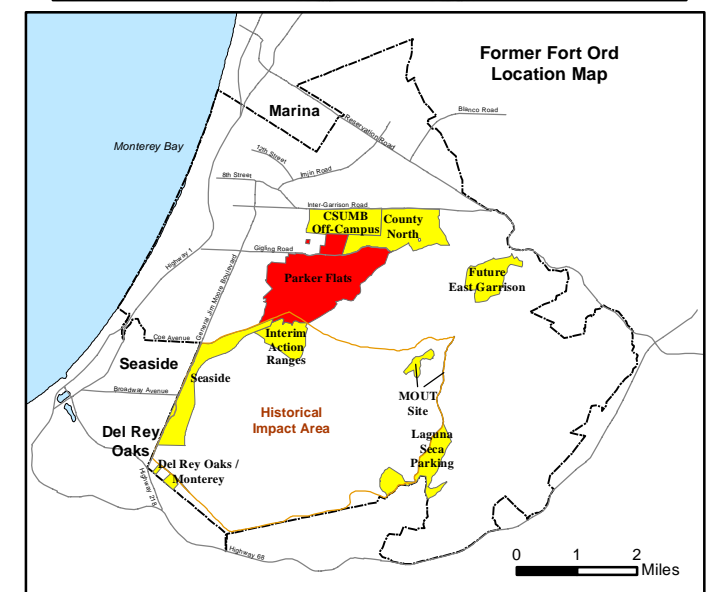 Former Fort Ord
Location Map
Marina
Blanco Road
Reservation Road
Monterey Bay
12th Street
Imjin Road
8th Street
Inter-Garrison Road
CSUMB
Off-Campus
County
North
Gigling Road
Highway 1
General Jim Moore Boulevard
Parker Flats
Future
East Garrison
Coe Avenue
Interim
Action
Ranges
Seaside
Seaside
Broadway Avenue
MOUT
Site
Historical
Impact Area
Del Rey
Oaks
Laguna
Seca
Parking
Del Rey Oaks /
Monterey
Highway 218
Highway 68
0 1 2
Miles